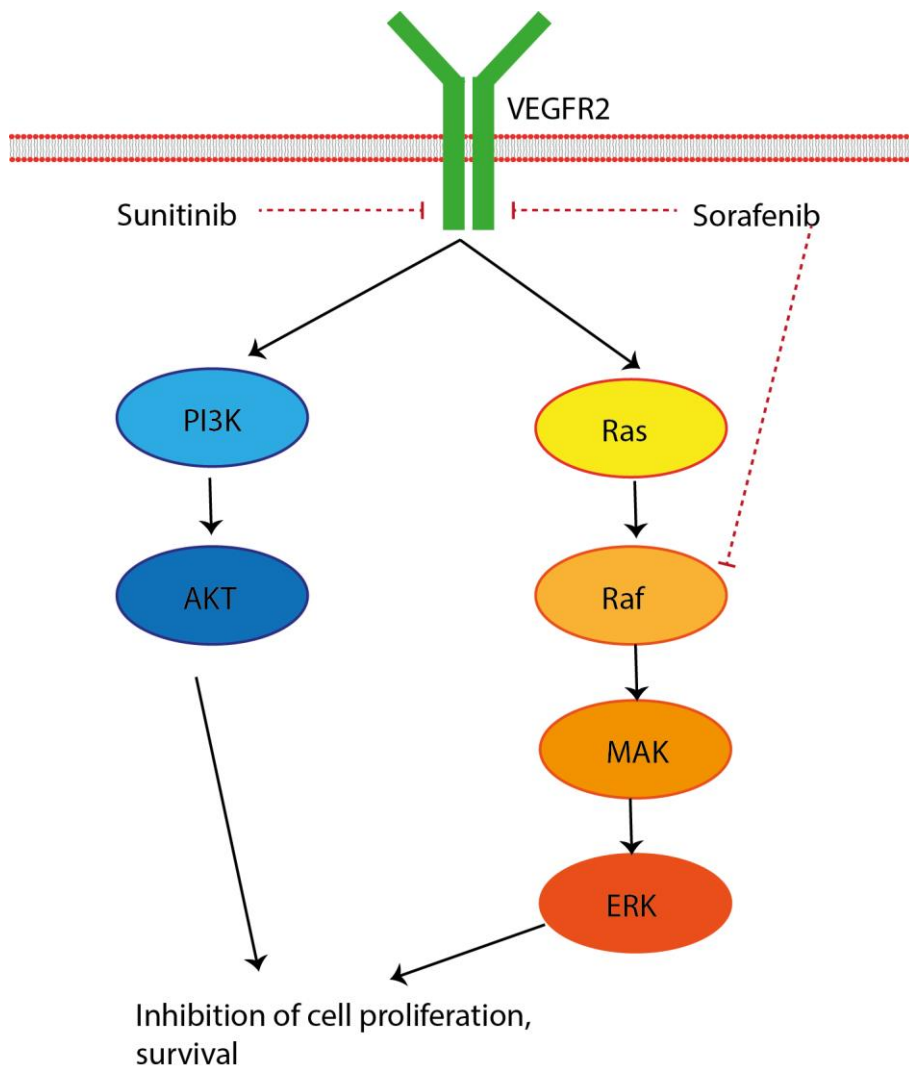 VEGFR2
Sunitinib
Sorafenib
PI3K
Ras
AKT
Raf
MAK
ERK
Inhibition of cell proliferation,
survival